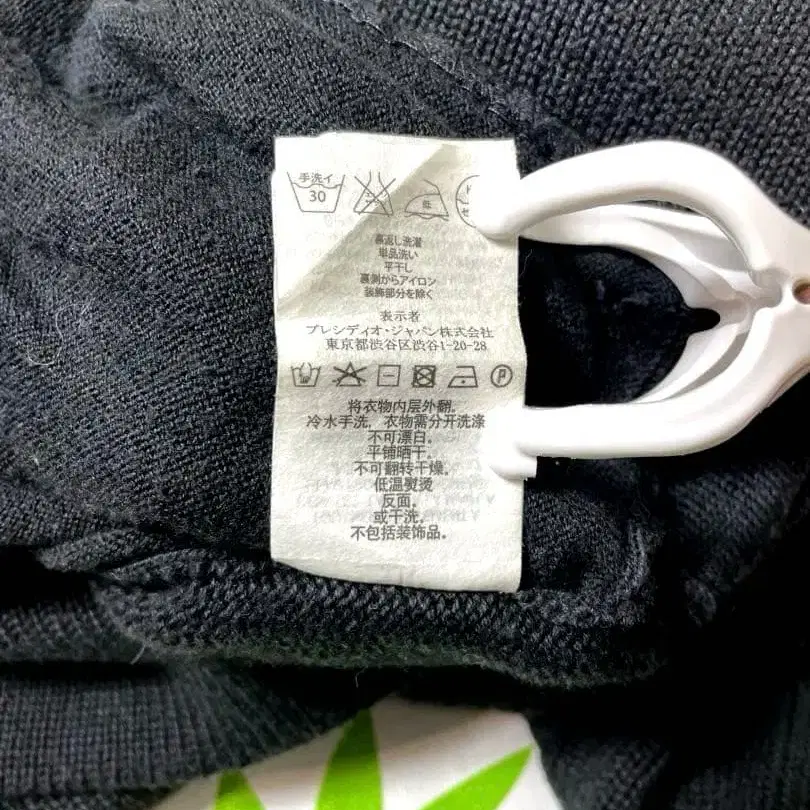 手洗イ
30
低
裏返し洗濯
単品洗い
平干し
裏側からアイロン
装飾部分を除く
表示者
プレシディオ・ジャパン株式会社
東京都渋谷区渋谷1-20-28
P
将衣物内层外翻。
冷水手洗，衣物需分开洗涤
不可漂白。
平铺晒干。
不可翻转干燥。
低温熨烫
反面。
或干洗。
不包括装饰品。